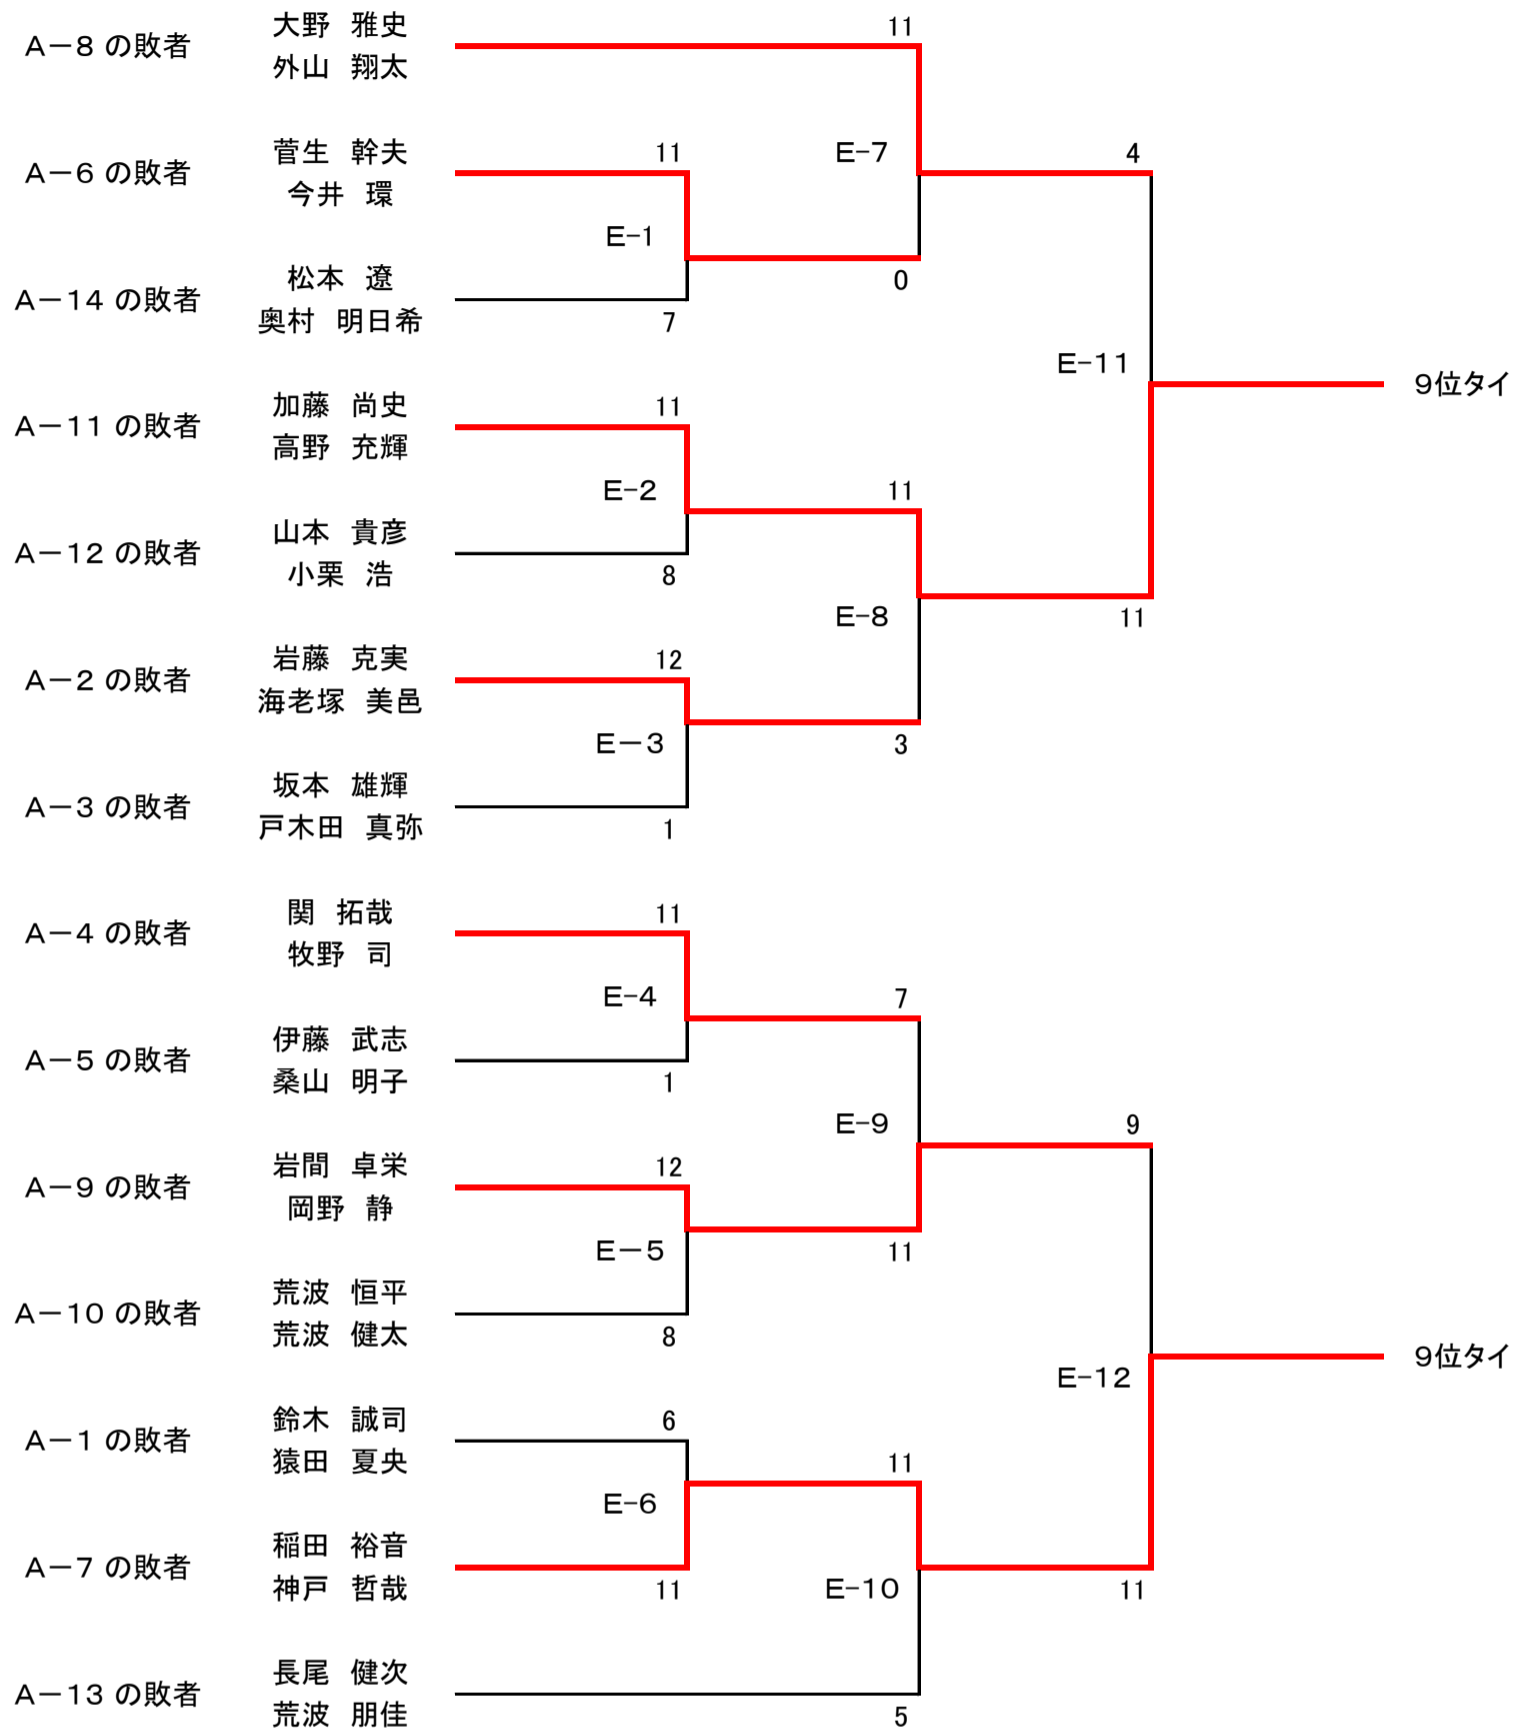 大野 雅史
11
A－8 の敗者
外山 翔太
菅生 幹夫
11
E-7
4
A－6 の敗者
今井 環
E-1
松本 遼
0
A－14 の敗者
奥村 明日希
7
E-11
9位タイ
加藤 尚史
11
A－11 の敗者
高野 充輝
E-2
11
山本 貴彦
A－12 の敗者
小栗 浩
8
E-8
11
岩藤 克実
12
A－2 の敗者
海老塚 美邑
E－3
3
坂本 雄輝
A－3 の敗者
戸木田 真弥
1
関 拓哉
11
A－4 の敗者
牧野 司
E-4
7
伊藤 武志
A－5 の敗者
桑山 明子
1
E-9
9
岩間 卓栄
12
A－9 の敗者
岡野 静
E－5
11
荒波 恒平
A－10 の敗者
荒波 健太
8
9位タイ
E-12
鈴木 誠司
6
A－1 の敗者
猿田 夏央
11
E-6
稲田 裕音
A－7 の敗者
神戸 哲哉
11
E-10
11
長尾 健次
A－13 の敗者
荒波 朋佳
5